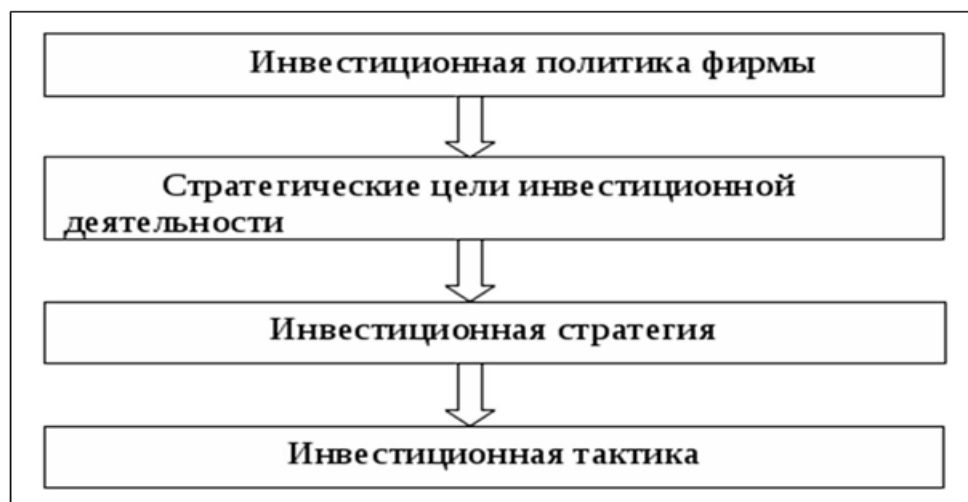 Инвестиционная политика фирмы
Стратегические цели инвестиционной
деятельности
Инвестиционная стратегия
Инвестиционная тактика